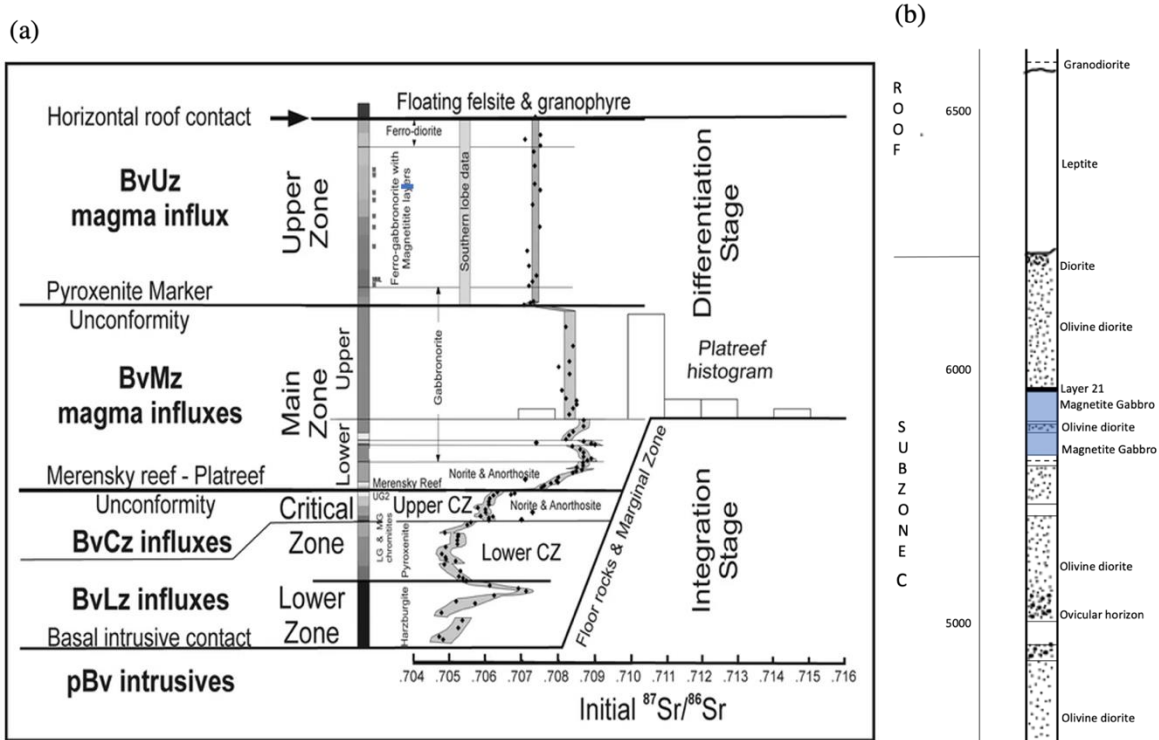 (a)
Horizontal roof contact
Floating felsite & granophyre
BvUz
magma influx
Upper
Zone
Ferro-diorite
Ferro-gabbronorite with
Magnetitite layers
Southern lobe data
Differentiation
Stage
Pyroxenite Marker
Unconformity
BvMz
magma influxes
Main
Zone
Upper
Lower
Gabbronorite
Platreef
histogram
Merensky reef - Platreef
Norite & Anorthosite
Merensky Reef
Unconformity
Critical
Zone
UG2
Upper CZ
Norite & Anorthosite
BvCz influxes
LG & MG
chromitites
Pyroxenite
Lower CZ
Floor rocks & Marginal Zone
Integration
Stage
BvLz influxes
Lower
Zone
Harzburgite
Basal intrusive contact
pBv intrusives
.704 .705 .706 .707 .708 .709 .710 .711 .712 .713 .714 .715 .716
Initial 87Sr/86Sr
(b)
ROOF
6500
6000
SUBZONE C
5000
Granodiorite
Leptite
Diorite
Olivine diorite
Layer 21
Magnetite Gabbro
Olivine diorite
Magnetite Gabbro
Olivine diorite
Ovicular horizon
Olivine diorite